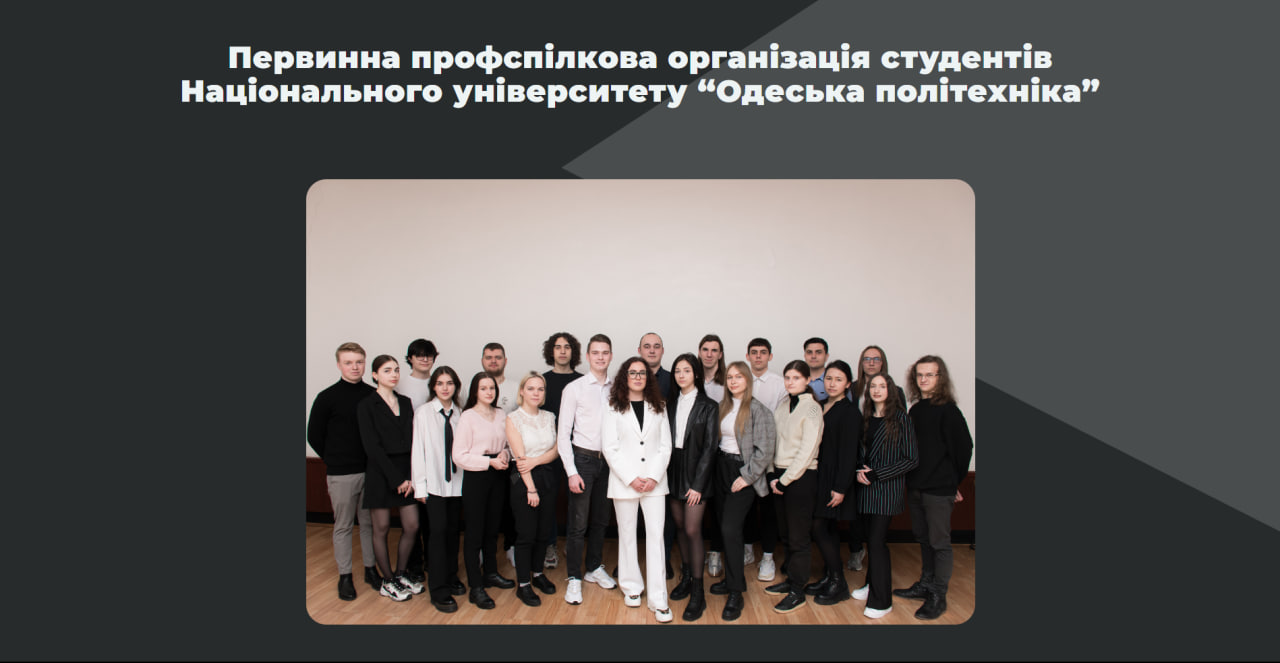 Первинна профспілкова організація студентів
Національного університету “Одеська політехніка”